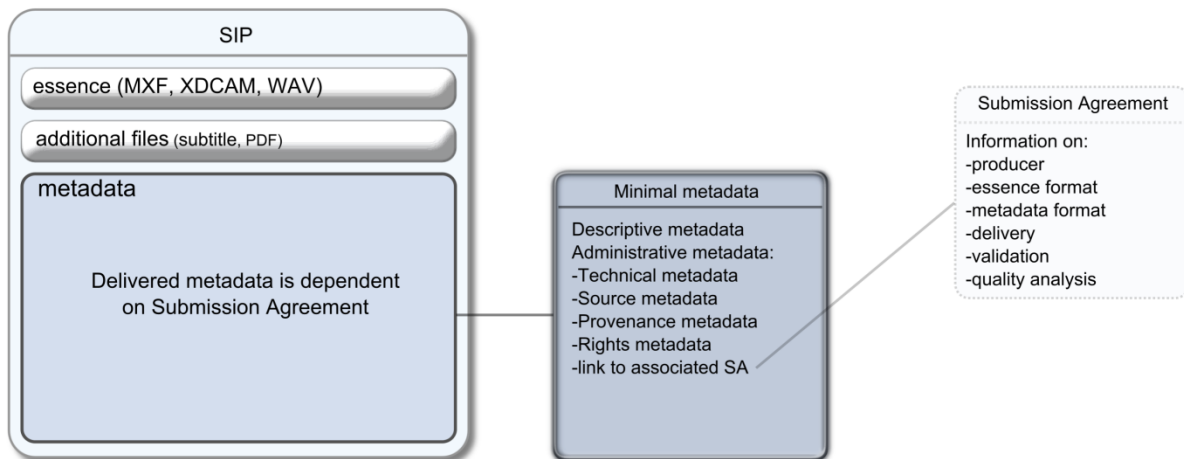 SIP
essence (MXF, XDCAM, WAV)
additional files (subtitle, PDF)
metadata
Delivered metadata is dependent
on Submission Agreement
Minimal metadata
Descriptive metadata
Administrative metadata:
-Technical metadata
-Source metadata
-Provenance metadata
-Rights metadata
-link to associated SA
Submission Agreement
Information on:
-producer
-essence format
-metadata format
-delivery
-validation
-quality analysis